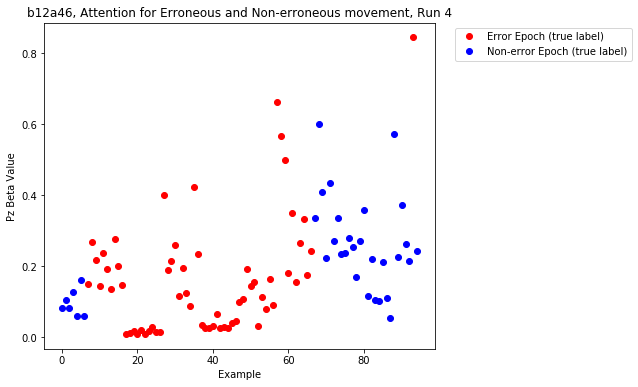 b12a46, Attention for Erroneous and Non-erroneous movement, Run 4
Error Epoch (true label)
Non-error Epoch (true label)
Pz Beta Value
0.8
0.6
0.4
0.2
0.0
0 20 40 60 80
Example